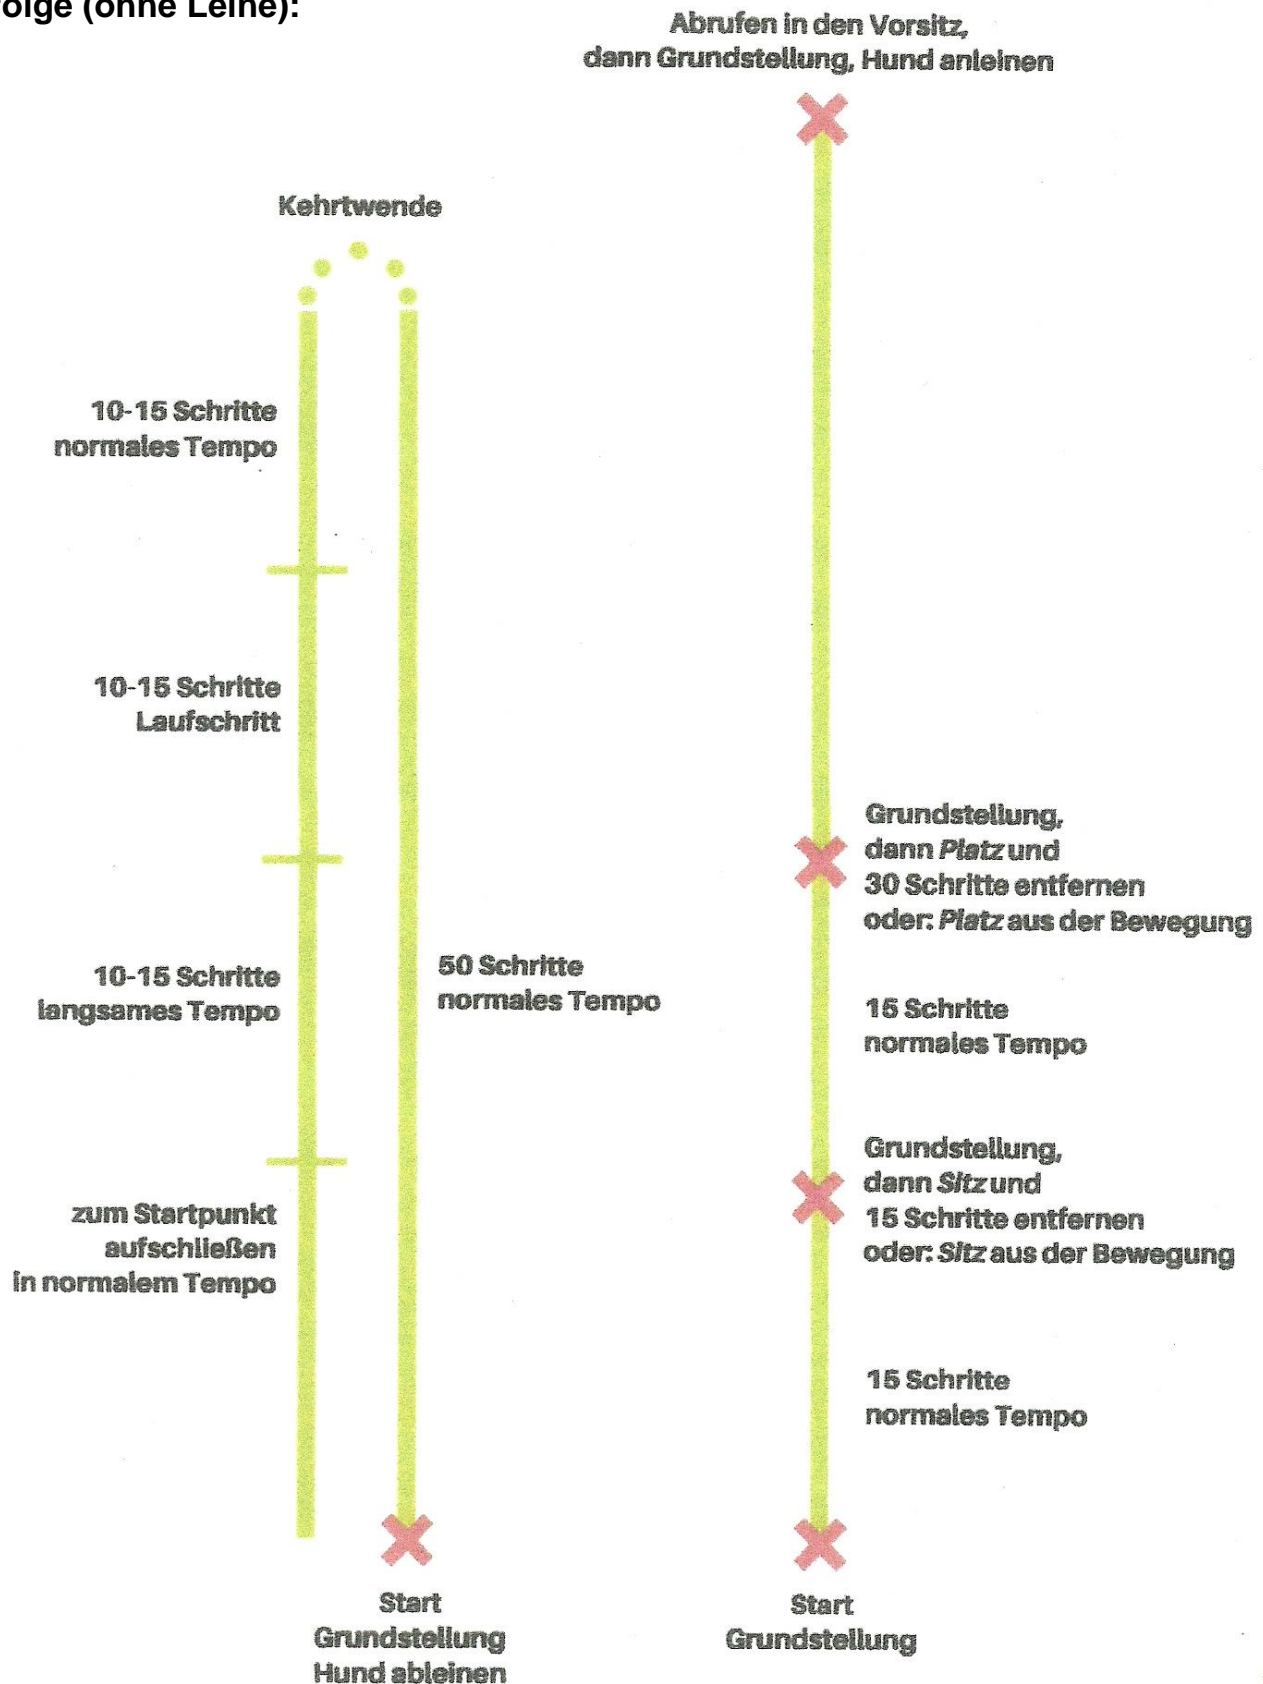 olge (ohne Leine):
Abrufen in den Vorsitz,
dann Grundstellung, Hund anleinen
Kehrtwende
10-15 Schritte
normales Tempo
10-15 Schritte
Laufschritt
10-15 Schritte
langsames Tempo
zum Startpunkt
aufschließen
in normalem Tempo
50 Schritte
normales Tempo
Start
Grundstellung
Hund ableinen
Grundstellung,
dann Platz und
30 Schritte entfernen
oder: Platz aus der Bewegung
15 Schritte
normales Tempo
Grundstellung,
dann Sitz und
15 Schritte entfernen
oder: Sitz aus der Bewegung
15 Schritte
normales Tempo
Start
Grundstellung